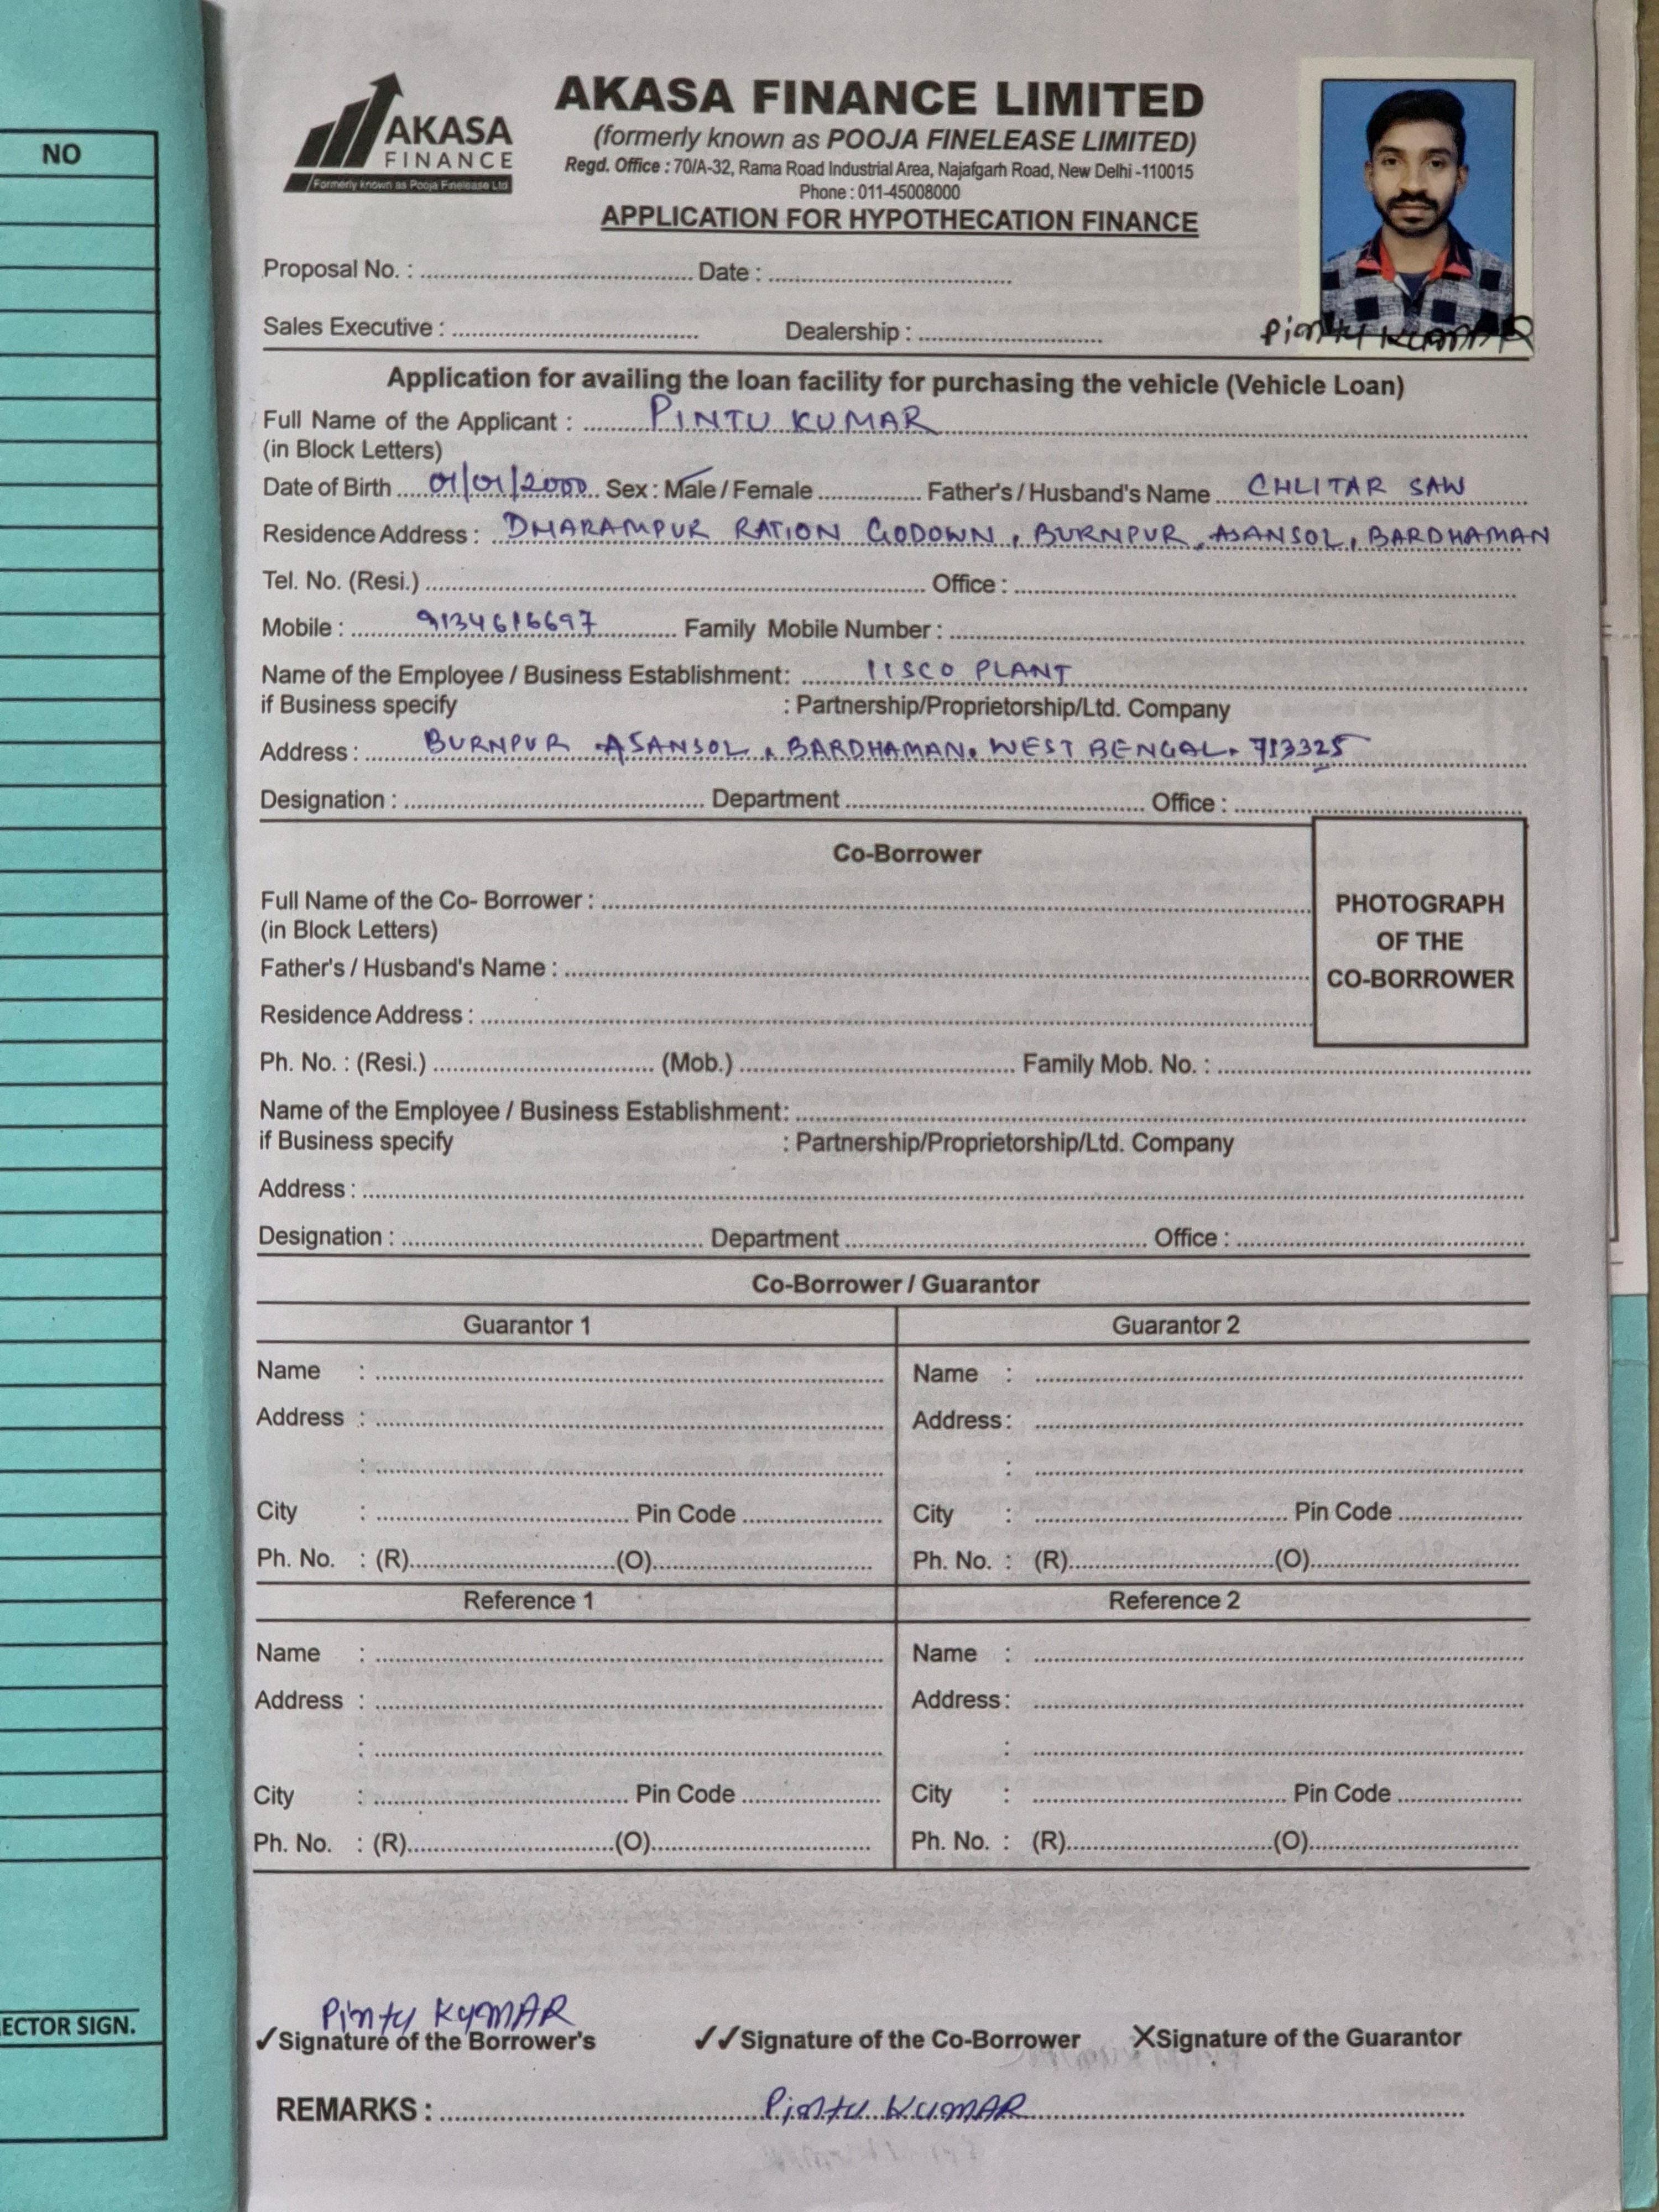 NO
ECTOR SIGN.
AKASA
FINANCE
Formerly known as Pooja Finelease Ltd
AKASA FINANCE LIMITED
(formerly known as POOJA FINELEASE LIMITED)
Regd. Office : 70/A-32, Rama Road Industrial Area, Najafgarh Road, New Delhi -110015
Phone : 011-45008000
APPLICATION FOR HYPOTHECATION FINANCE
Proposal No. : Date :
Sales Executive : Dealership :
Pintu KUMAR
Application for availing the loan facility for purchasing the vehicle (Vehicle Loan)
Full Name of the Applicant : PINTU KUMAR
(in Block Letters)
Date of Birth 01/01/2000 Sex : Male / Female Father's / Husband's Name CHLITAR SAW
Residence Address : DHARAMPUR RATION GODOWN, BURNPUR, ASANSOL, BARDHAMAN
Tel. No. (Resi.) Office :
Mobile : 9134616697 Family Mobile Number :
Name of the Employee / Business Establishment: IISCO PLANT
if Business specify : Partnership/Proprietorship/Ltd. Company
Address : BURNPUR ASANSOL, BARDHAMAN, WEST BENGAL. 713325
Designation : Department Office :
Co-Borrower
Full Name of the Co- Borrower :
(in Block Letters)
Father's / Husband's Name :
Residence Address :
PHOTOGRAPH
OF THE
CO-BORROWER
Ph. No. : (Resi.) (Mob.) Family Mob. No. :
Name of the Employee / Business Establishment:
if Business specify : Partnership/Proprietorship/Ltd. Company
Address :
Designation : Department Office :
Co-Borrower / Guarantor
Guarantor 1 Guarantor 2
Name : Name :
Address : Address :
: :
City : Pin Code City : Pin Code
Ph. No. : (R) (O) Ph. No. : (R) (O)
Reference 1 Reference 2
Name : Name :
Address : Address :
: :
City : Pin Code City : Pin Code
Ph. No. : (R) (O) Ph. No. : (R) (O)
Pintu KUMAR
✓Signature of the Borrower's ✓✓Signature of the Co-Borrower XSignature of the Guarantor
REMARKS : Pintu KUMAR